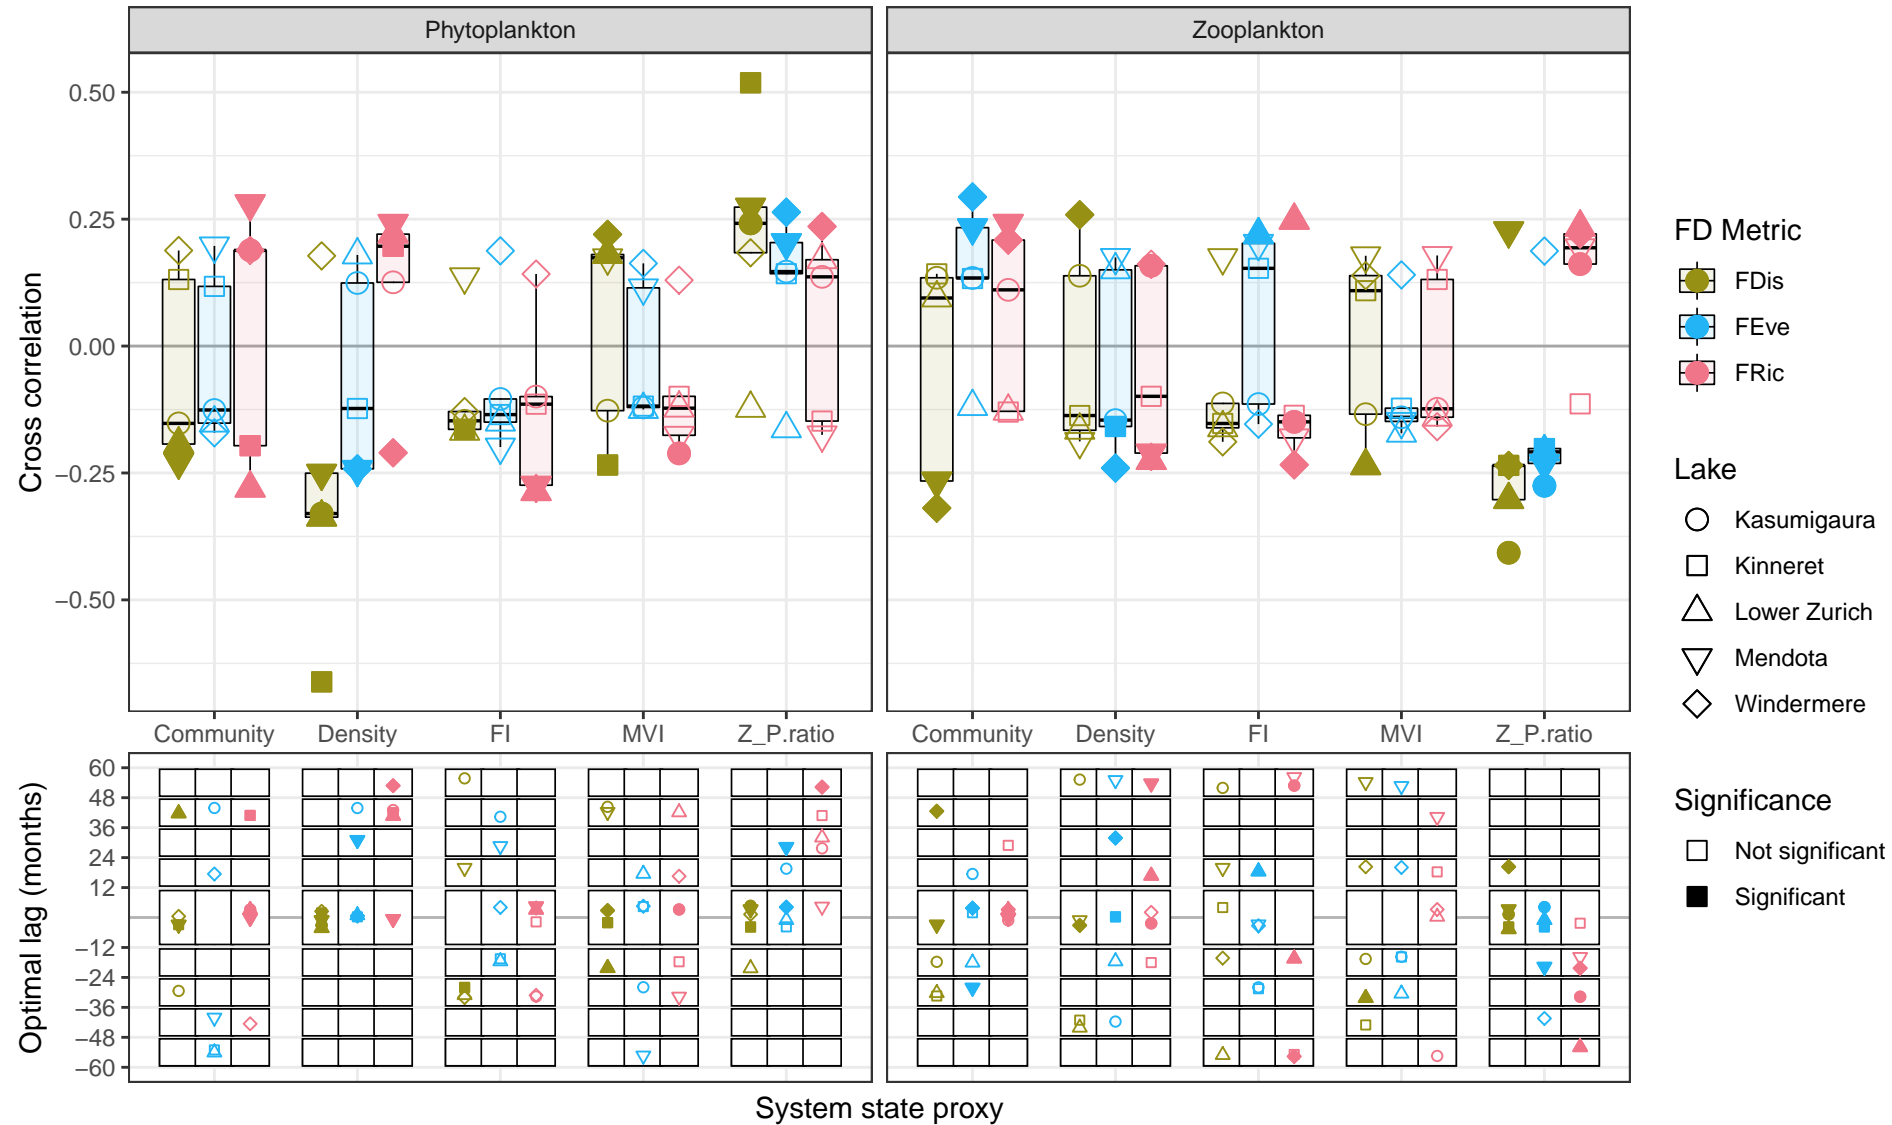 Phytoplankton
Zooplankton
Cross correlation
0.50
0.25
0.00
−0.25
−0.50
Community
Density
FI
MVI
Z_P.ratio
Community
Density
FI
MVI
Z_P.ratio
Optimal lag (months)
60
48
36
24
12
−12
−24
−36
−48
−60
System state proxy
FD Metric
FDis
FEve
FRic
Lake
Kasumigaura
Kinneret
Lower Zurich
Mendota
Windermere
Significance
Not significant
Significant